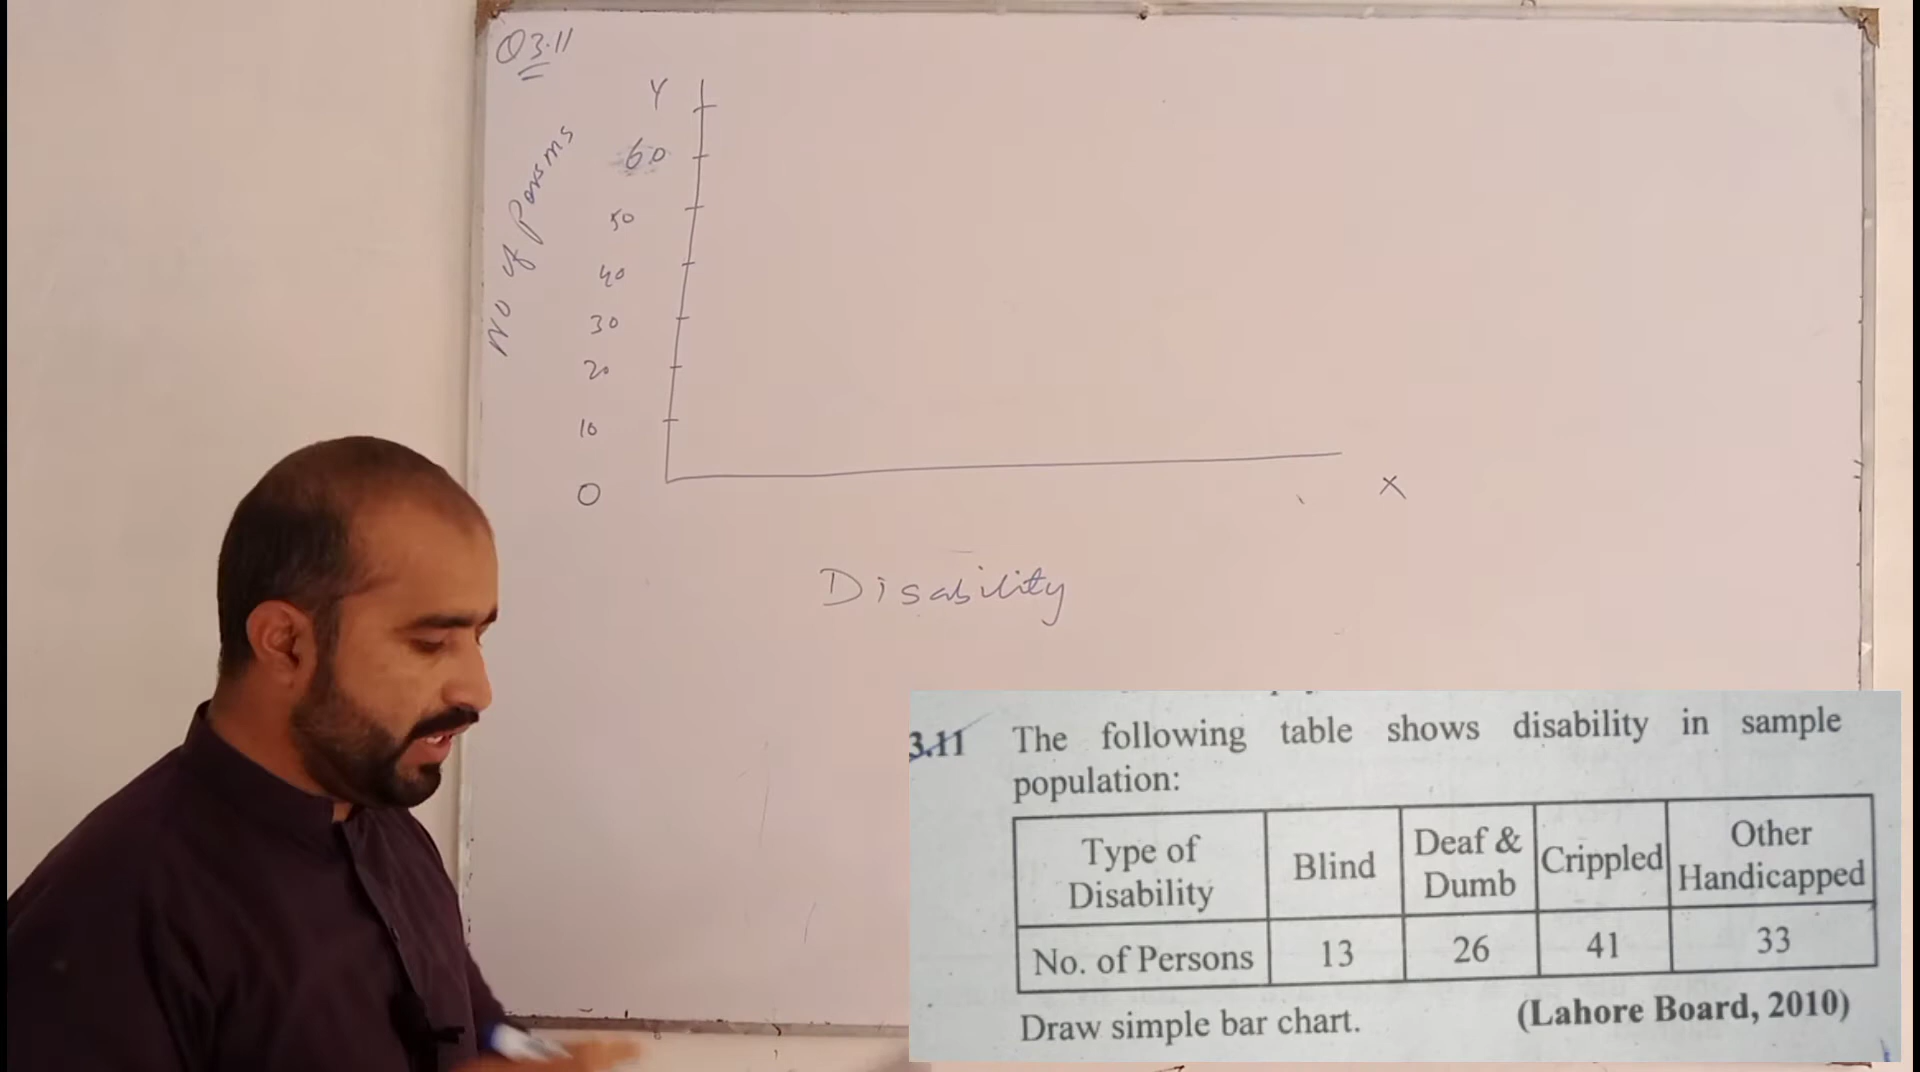 Q3.11
Y
No of Persons
60
50
40
30
20
10
0
X
Disability
3.11 The following table shows disability in sample
population:
Type of Disability Blind Deaf & Dumb Crippled Other Handicapped
No. of Persons 13 26 41 33
Draw simple bar chart. (Lahore Board, 2010)